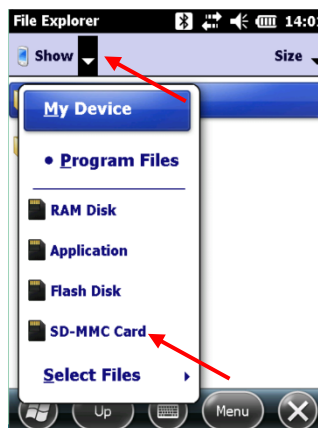 File Explorer 14:01
Show Size
My Device
• Program Files
RAM Disk
Application
Flash Disk
SD-MMC Card
Select Files
Up Menu